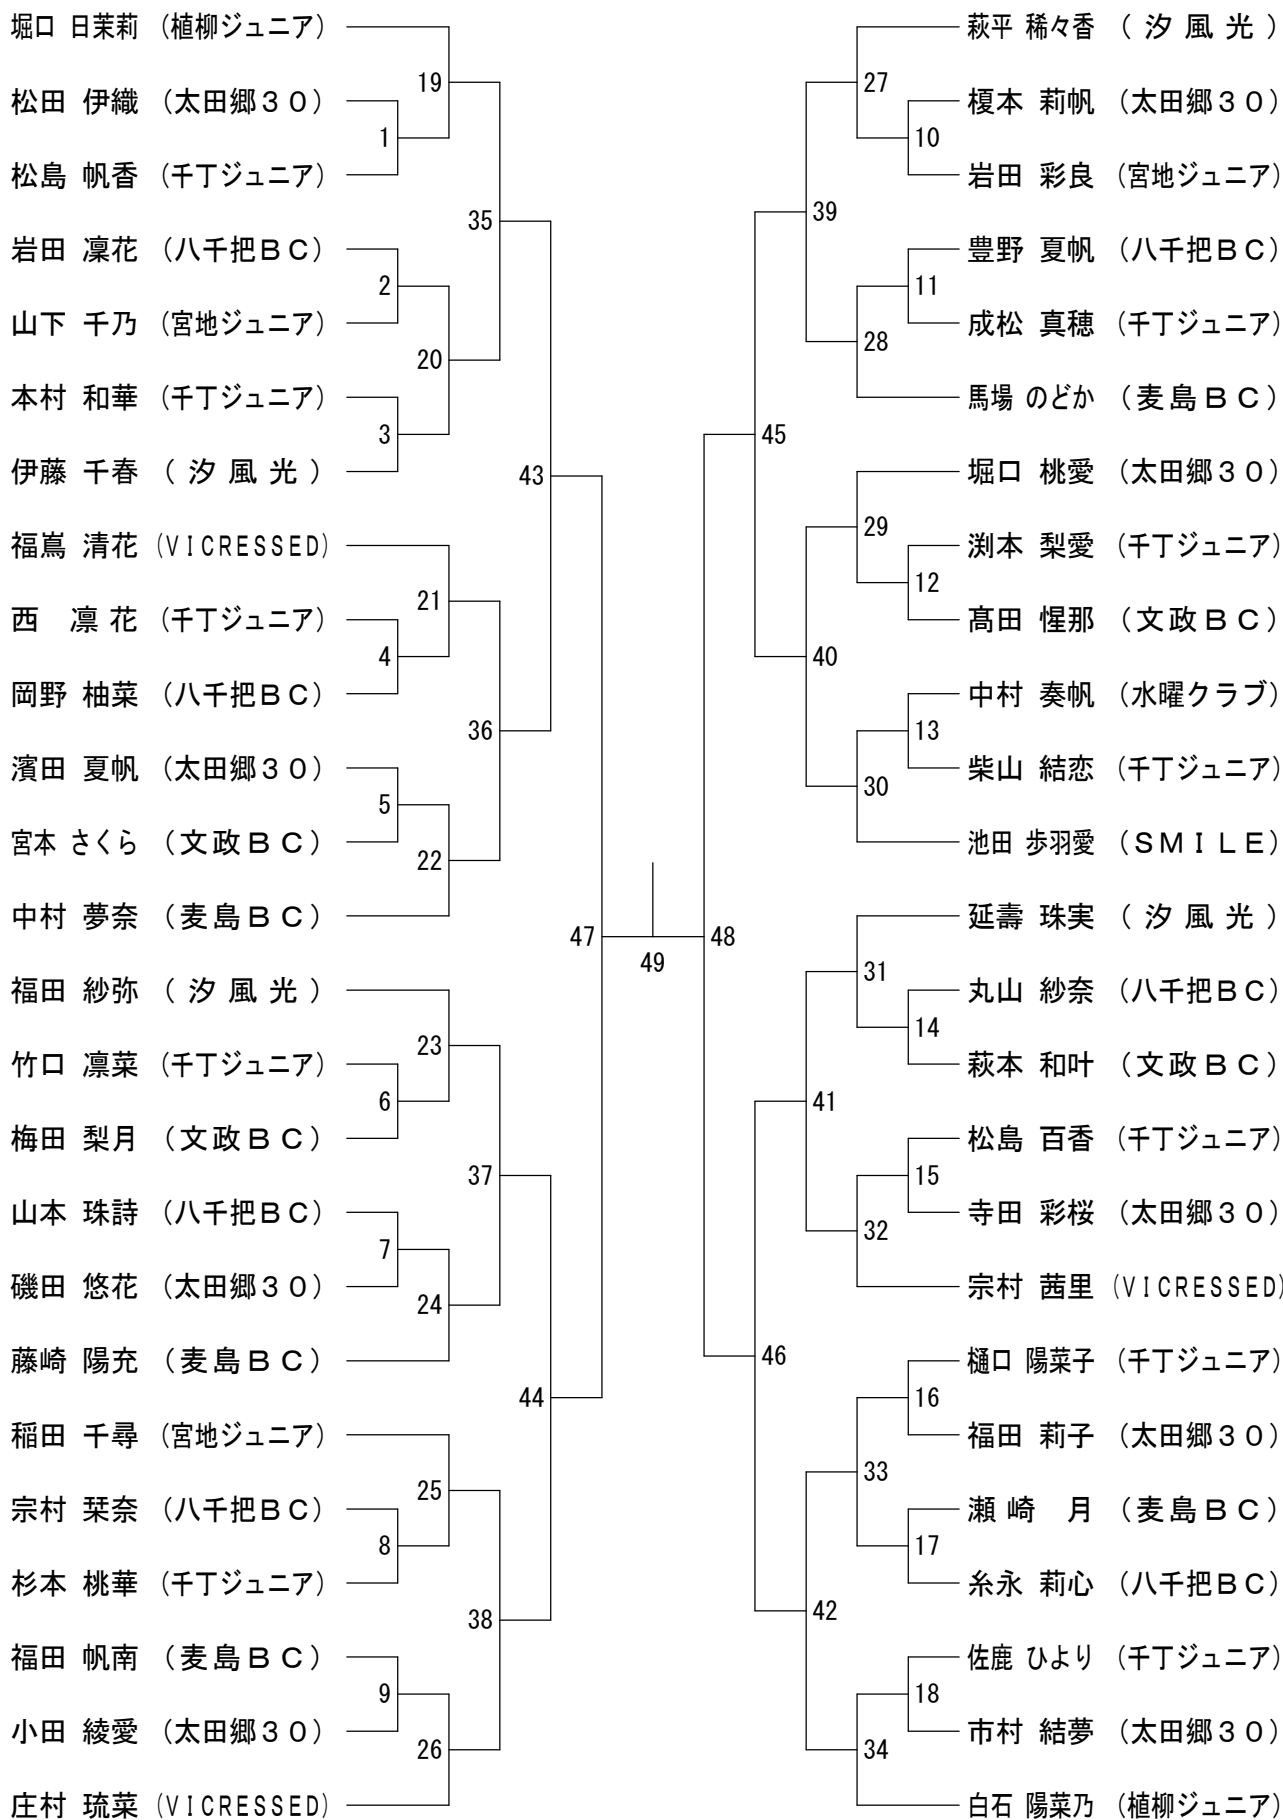 堀口 日茉莉 (植柳ジュニア)
松田 伊織 (太田郷３０)
松島 帆香 (千丁ジュニア)
岩田 凜花 (八千把ＢＣ)
山下 千乃 (宮地ジュニア)
本村 和華 (千丁ジュニア)
伊藤 千春 (汐風光)
福嶌 清花 (VICRESSED)
西 凛花 (千丁ジュニア)
岡野 柚菜 (八千把ＢＣ)
濱田 夏帆 (太田郷３０)
宮本 さくら (文政ＢＣ)
中村 夢奈 (麦島ＢＣ)
福田 紗弥 (汐風光)
竹口 凛菜 (千丁ジュニア)
梅田 梨月 (文政ＢＣ)
山本 珠詩 (八千把ＢＣ)
磯田 悠花 (太田郷３０)
藤崎 陽充 (麦島ＢＣ)
稲田 千尋 (宮地ジュニア)
宗村 栞奈 (八千把ＢＣ)
杉本 桃華 (千丁ジュニア)
福田 帆南 (麦島ＢＣ)
小田 綾愛 (太田郷３０)
庄村 琉菜 (VICRESSED)
19
1
35
2
20
3
43
21
4
36
5
22
47
23
6
37
7
24
44
25
8
38
9
26
49
48
27
10
39
11
28
45
29
12
40
13
30
31
14
41
15
32
46
16
33
17
42
18
34
萩平 稀々香 (汐風光)
榎本 莉帆 (太田郷３０)
岩田 彩良 (宮地ジュニア)
豊野 夏帆 (八千把ＢＣ)
成松 真穂 (千丁ジュニア)
馬場 のどか (麦島ＢＣ)
堀口 桃愛 (太田郷３０)
渕本 梨愛 (千丁ジュニア)
髙田 惺那 (文政ＢＣ)
中村 奏帆 (水曜クラブ)
柴山 結恋 (千丁ジュニア)
池田 歩羽愛 (ＳＭＩＬＥ)
延壽 珠実 (汐風光)
丸山 紗奈 (八千把ＢＣ)
萩本 和叶 (文政ＢＣ)
松島 百香 (千丁ジュニア)
寺田 彩桜 (太田郷３０)
宗村 茜里 (VICRESSED)
樋口 陽菜子 (千丁ジュニア)
福田 莉子 (太田郷３０)
瀬崎 月 (麦島ＢＣ)
糸永 莉心 (八千把ＢＣ)
佐鹿 ひより (千丁ジュニア)
市村 結夢 (太田郷３０)
白石 陽菜乃 (植柳ジュニア)